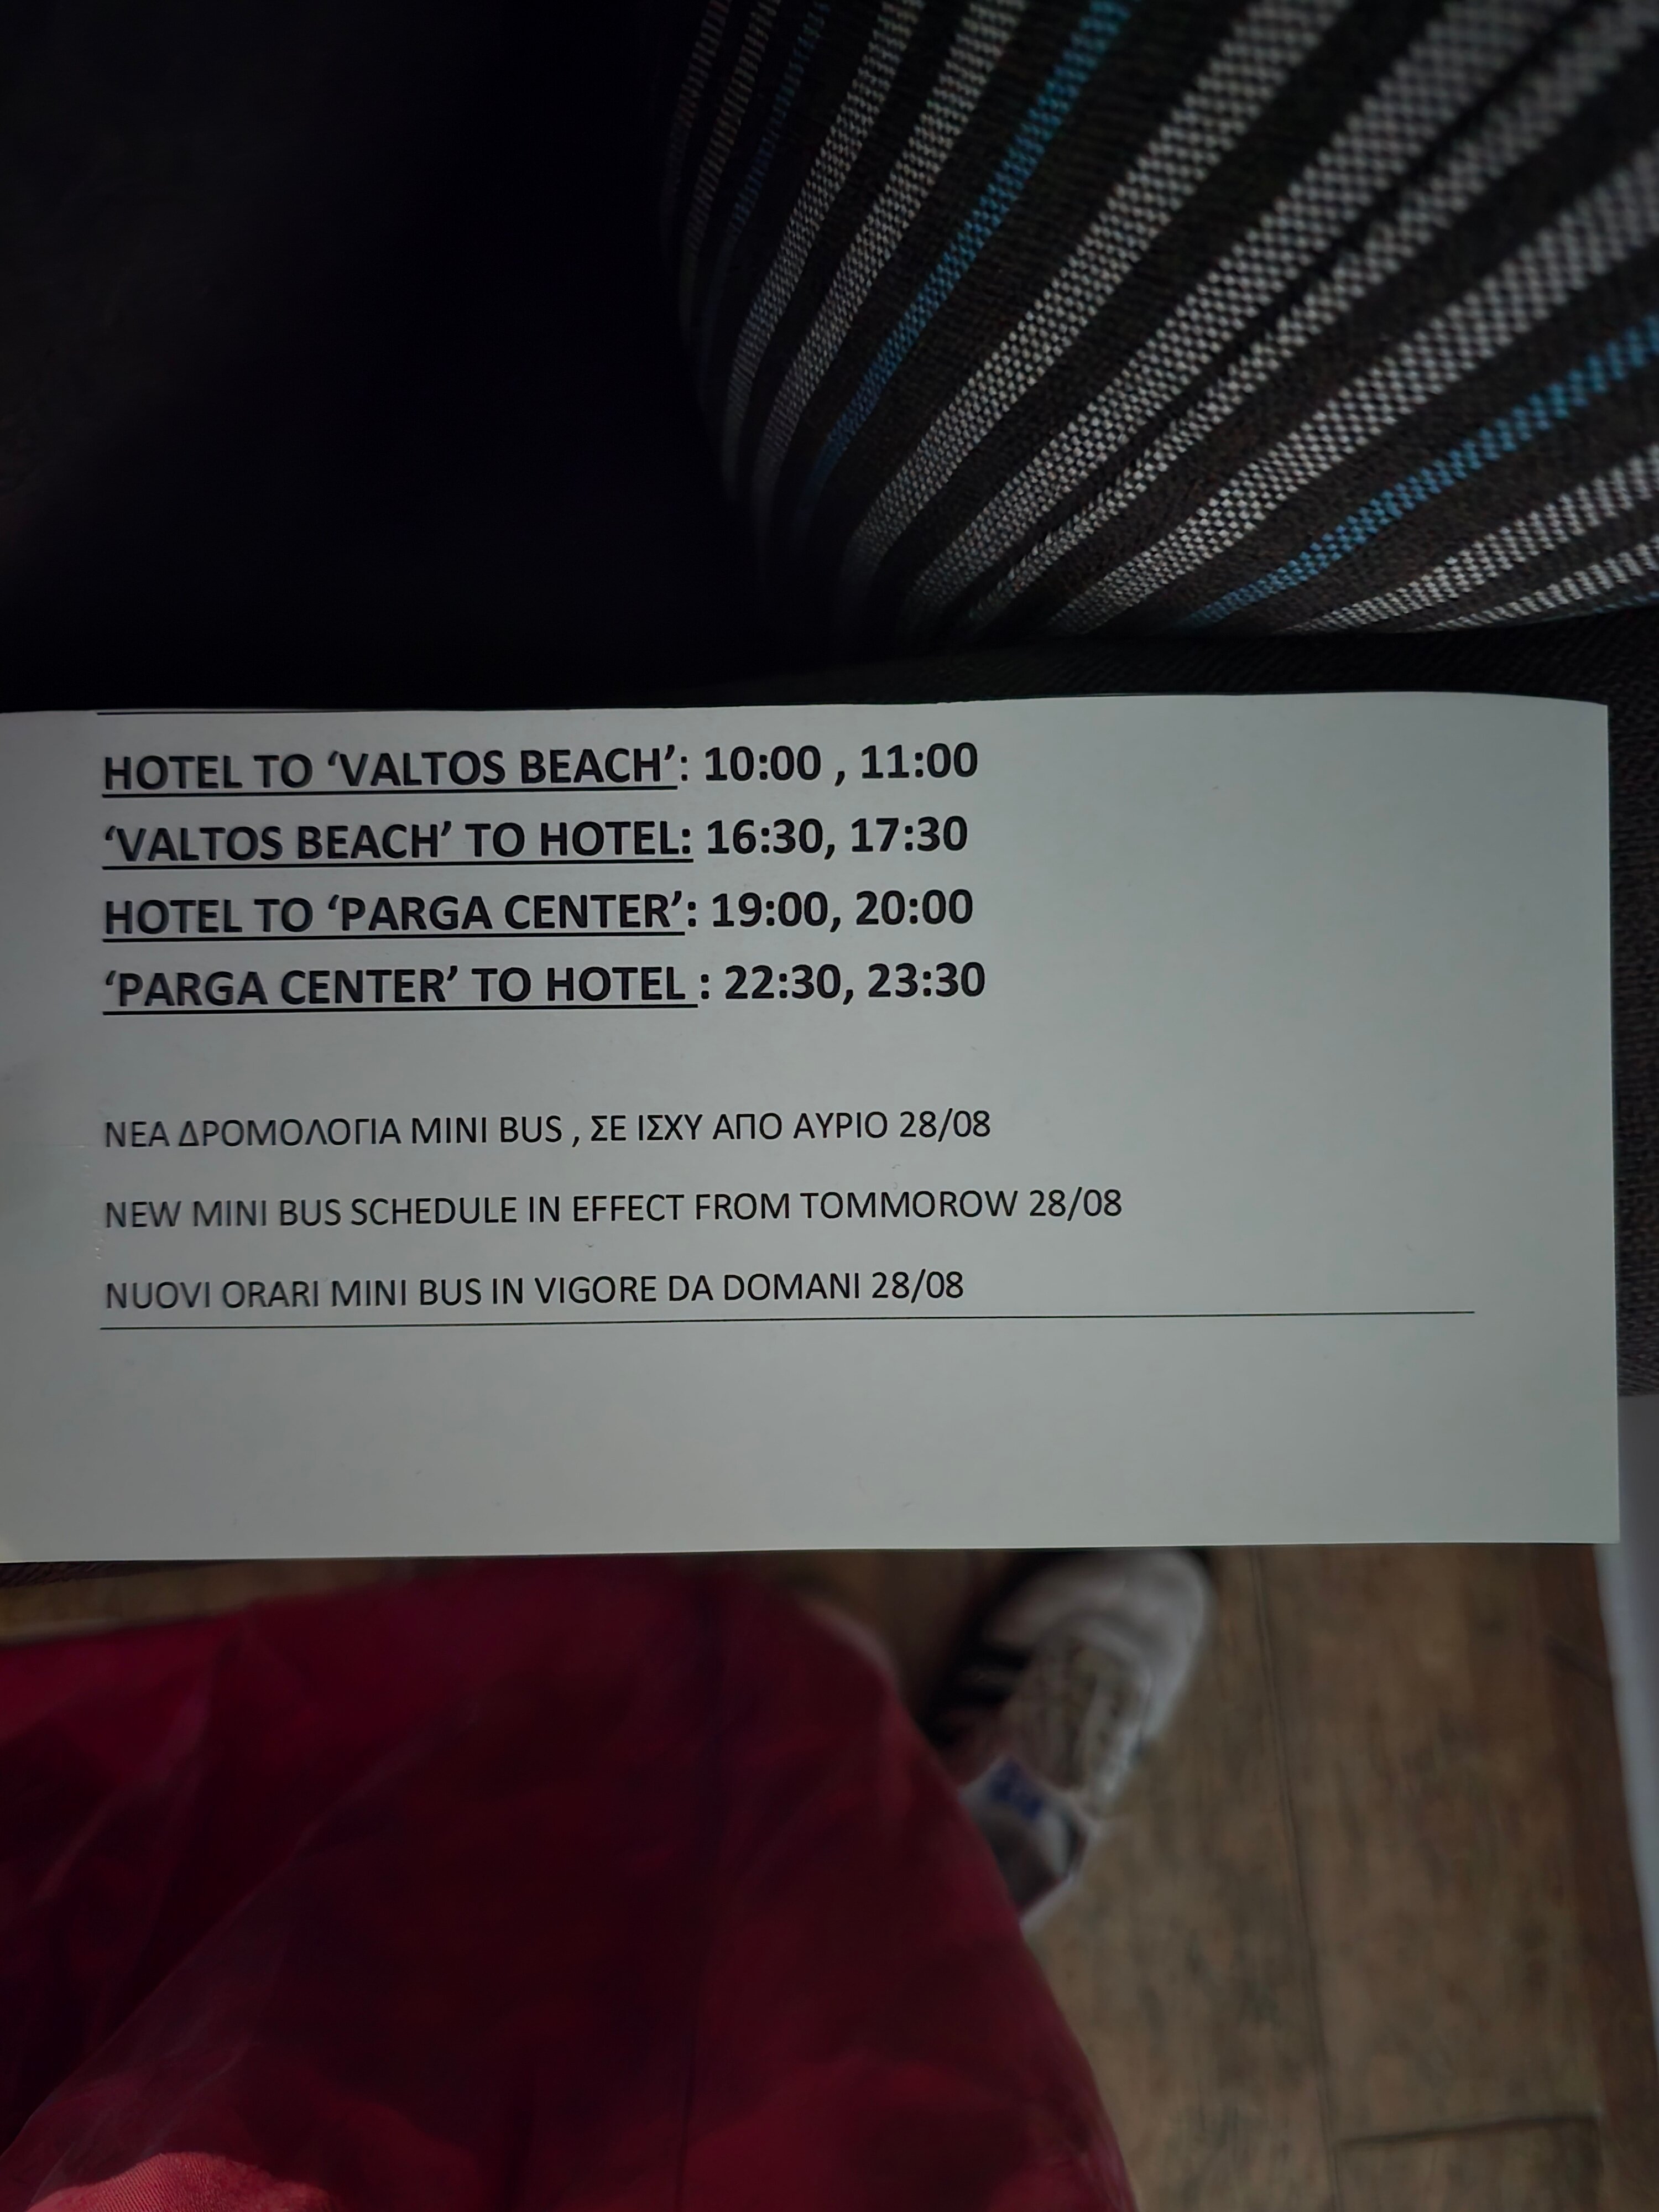 HOTEL TO ‘VALTOS BEACH’: 10:00 , 11:00
‘VALTOS BEACH’ TO HOTEL: 16:30, 17:30
HOTEL TO ‘PARGA CENTER’: 19:00, 20:00
‘PARGA CENTER’ TO HOTEL : 22:30, 23:30
ΝΕΑ ΔΡΟΜΟΛΟΓΙΑ MINI BUS , ΣΕ ΙΣΧΥ ΑΠΟ ΑΥΡΙΟ 28/08
NEW MINI BUS SCHEDULE IN EFFECT FROM TOMMOROW 28/08
NUOVI ORARI MINI BUS IN VIGORE DA DOMANI 28/08